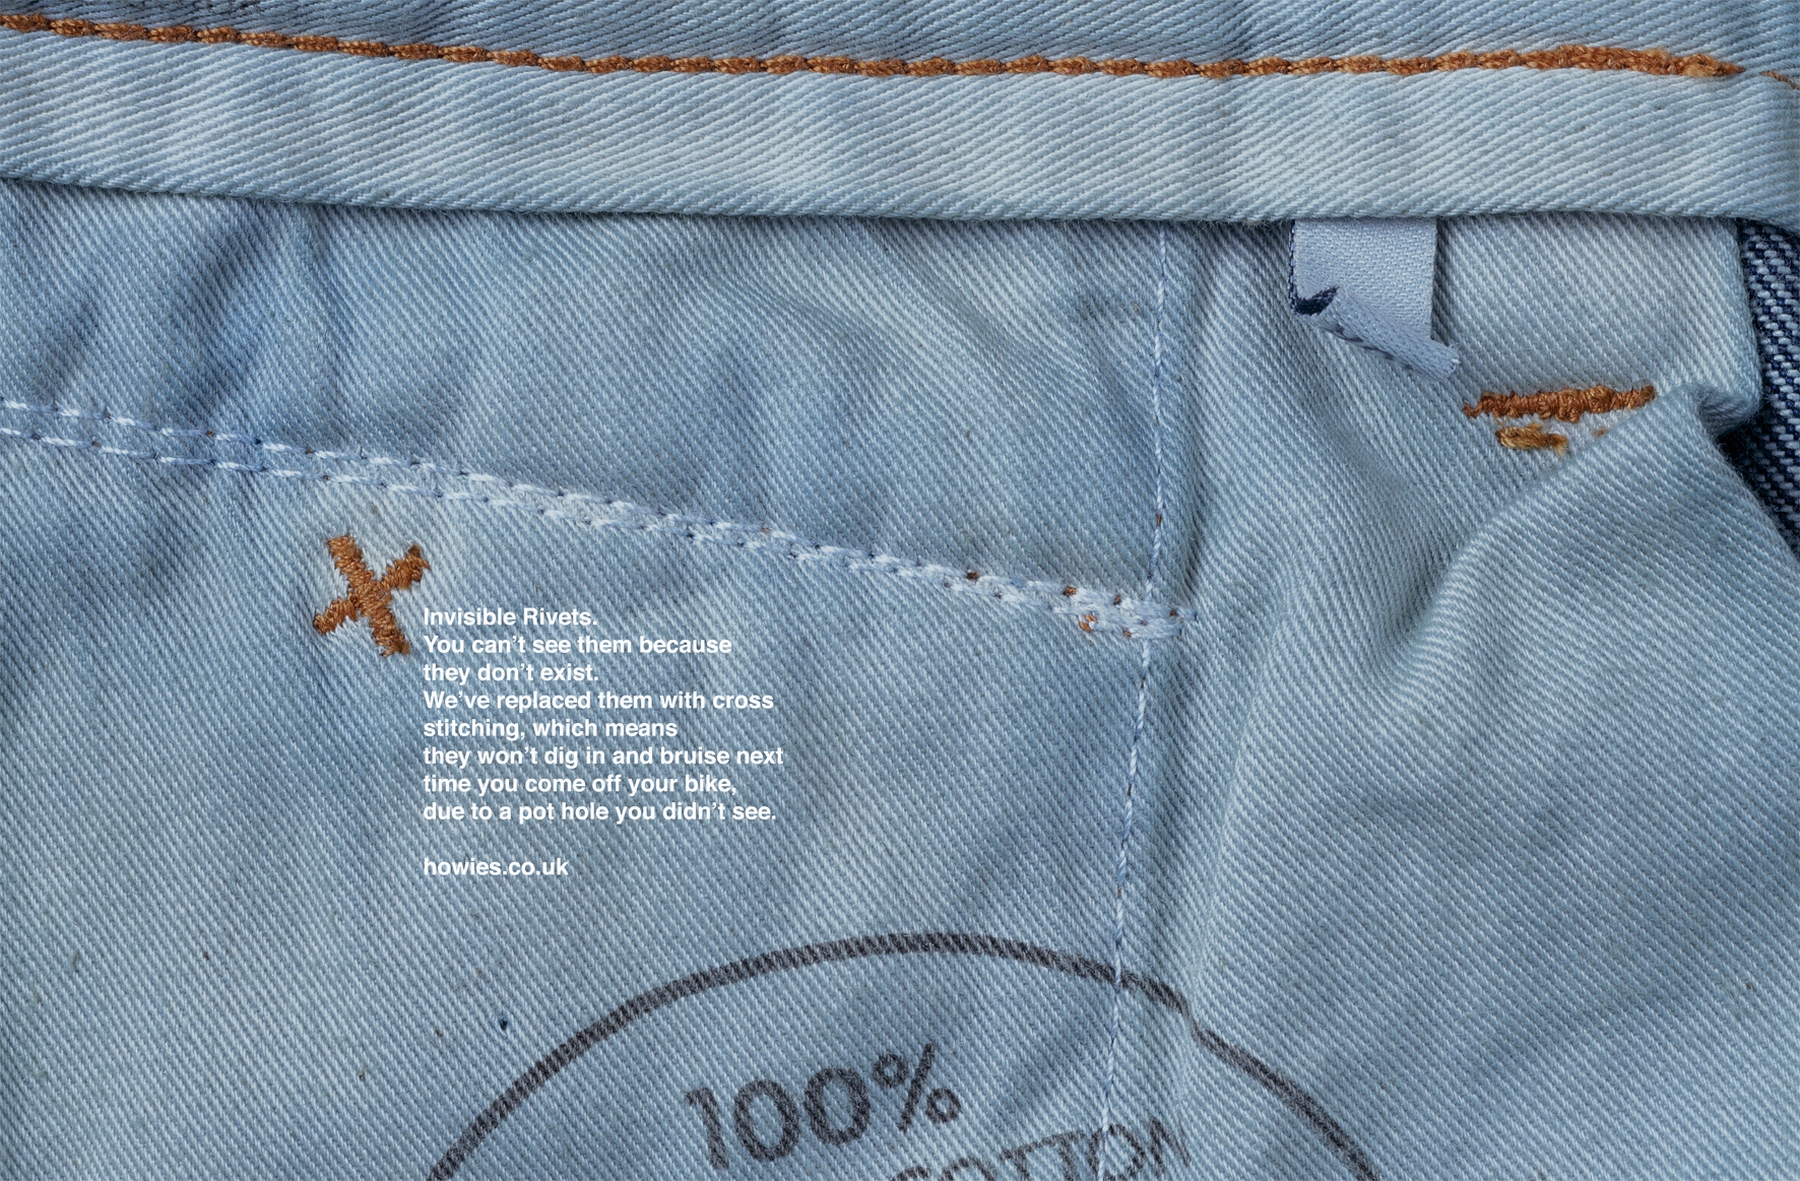 Invisible Rivets.
You can’t see them because
they don’t exist.
We’ve replaced them with cross
stitching, which means
they won’t dig in and bruise next
time you come off your bike,
due to a pot hole you didn’t see.
howies.co.uk
100%
COTTON